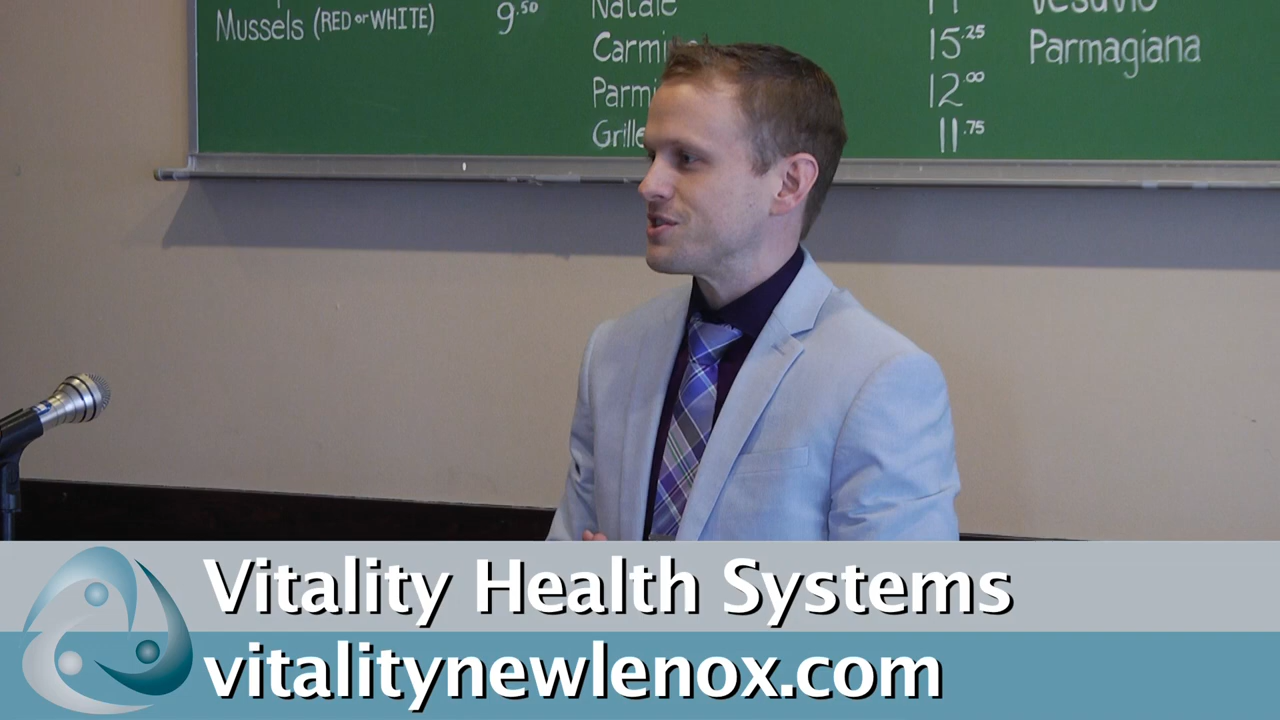 Mussels (RED or WHITE) 9.50
Natale
15.25 Parmagiana
12.00
11.75
Vitality Health Systems
vitalitynewlenox.com